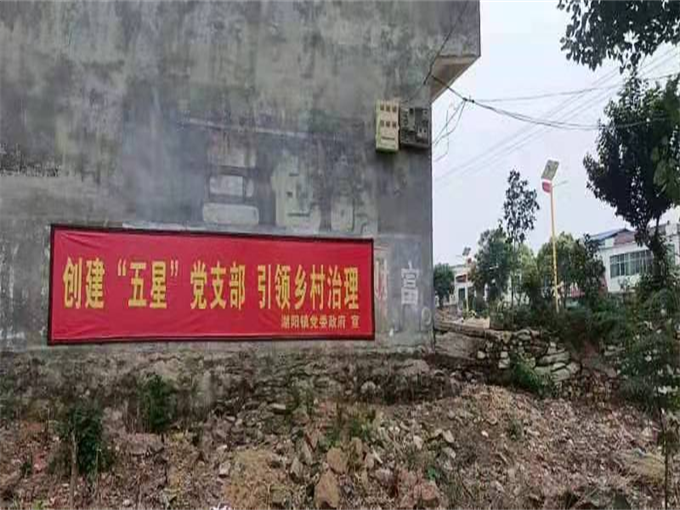 创建“五星”党支部 引领乡村治理
湖阳镇党委政府 宣
财富